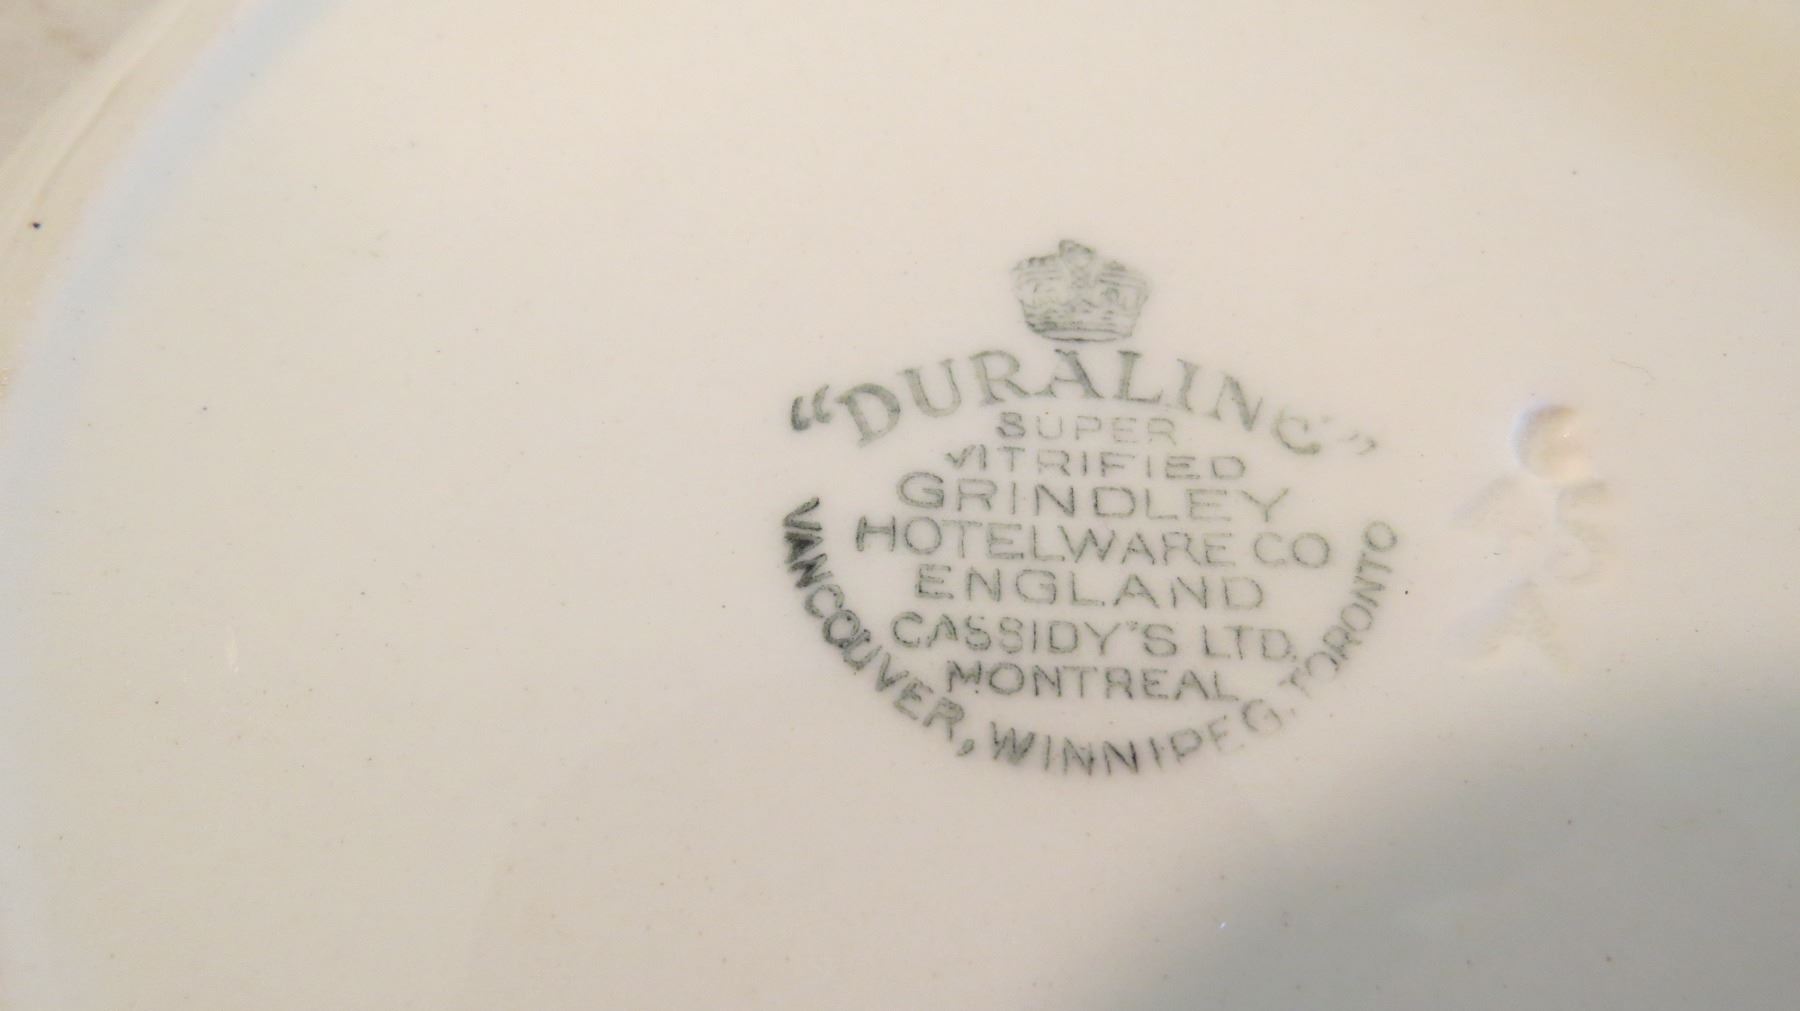 "DURALINE"
SUPER
VITRIFIED
GRINDLEY
HOTELWARE CO
ENGLAND
CASSIDY'S LTD.
MONTREAL
VANCOUVER, WINNIPEG, TORONTO